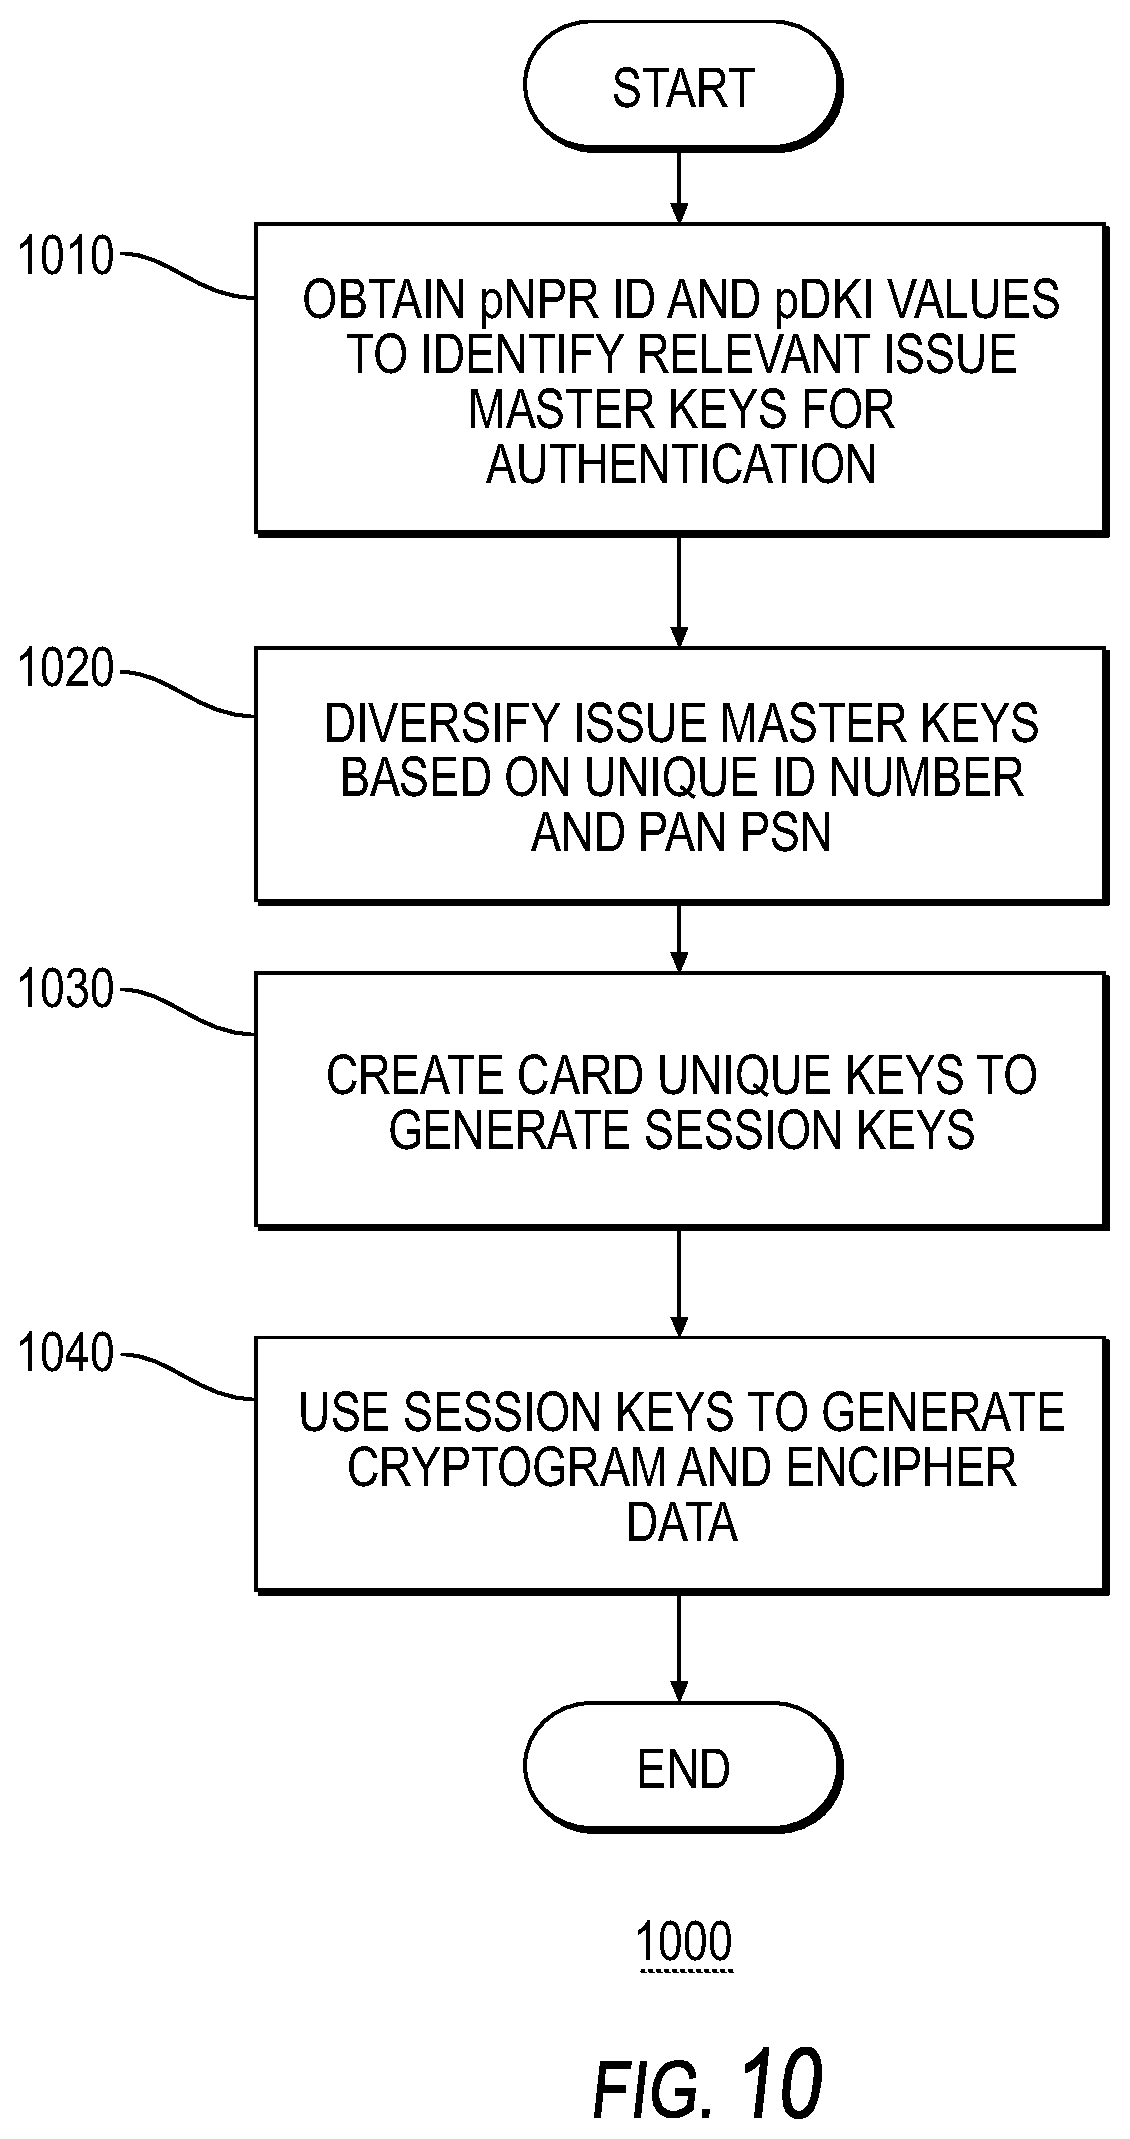 START
1010
OBTAIN pNPR ID AND pDKI VALUES
TO IDENTIFY RELEVANT ISSUE
MASTER KEYS FOR
AUTHENTICATION
1020
DIVERSIFY ISSUE MASTER KEYS
BASED ON UNIQUE ID NUMBER
AND PAN PSN
1030
CREATE CARD UNIQUE KEYS TO
GENERATE SESSION KEYS
1040
USE SESSION KEYS TO GENERATE
CRYPTOGRAM AND ENCIPHER
DATA
END
1000
FIG. 10